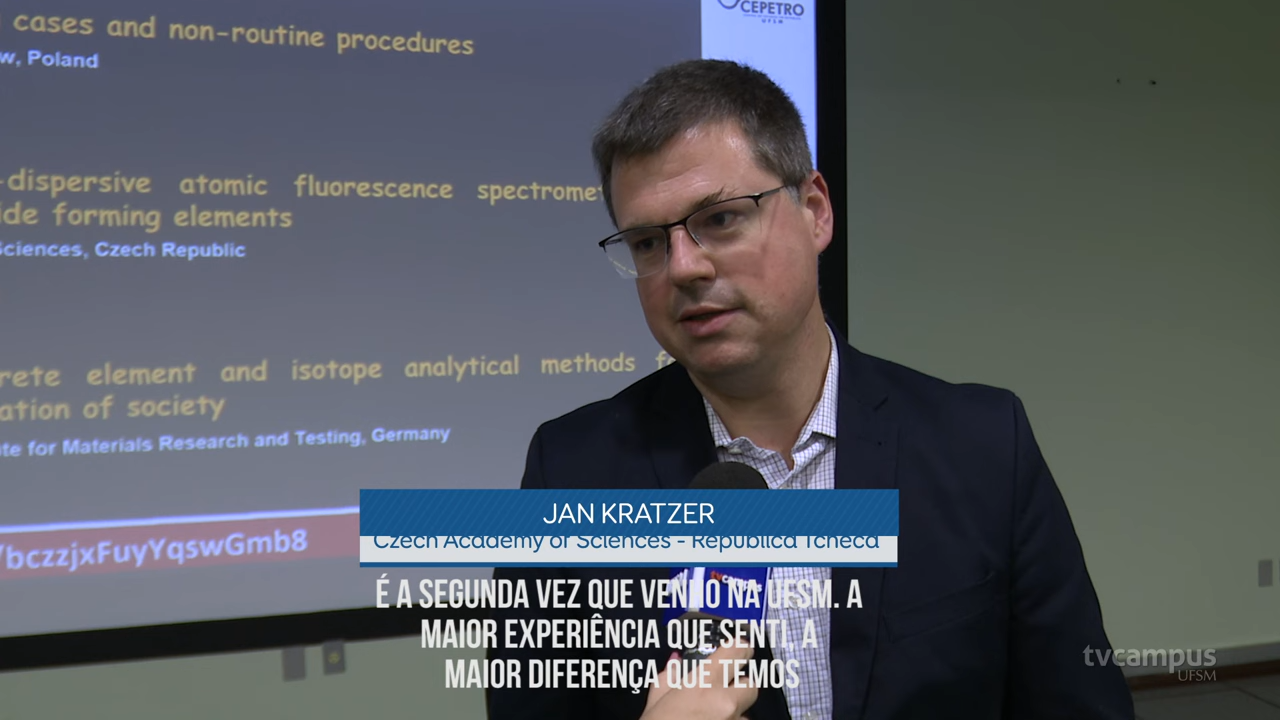 CEPETRO
UFSM
cases and non-routine procedures
w, Poland
-dispersive atomic fluorescence
ide forming elements
Sciences, Czech Republic
rete element and isotope analytical methods
ation of society
te for Materials Research and Testing, Germany
/bczzjxFuyYqswGmb8
JAN KRATZER
Czech Academy of Sciences - República Tcheca
tvcampus
É A SEGUNDA VEZ QUE VENHO NA UFSM. A
MAIOR EXPERIÊNCIA QUE SENTI, A
MAIOR DIFERENÇA QUE TEMOS
tvcampus
UFSM